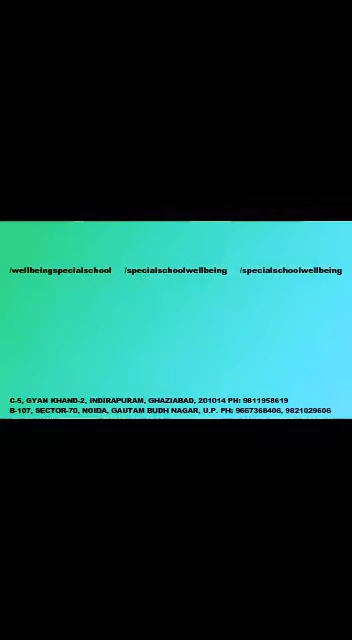 /wellbeingspecialschool /specialschoolwellbeing /specialschoolwellbeing
C-5, GYAN KHAND-2, INDIRAPURAM, GHAZIABAD, 201014 PH: 9811958619
B-107, SECTOR-70, NOIDA, GAUTAM BUDH NAGAR, U.P. PH: 9667368406, 9821029606